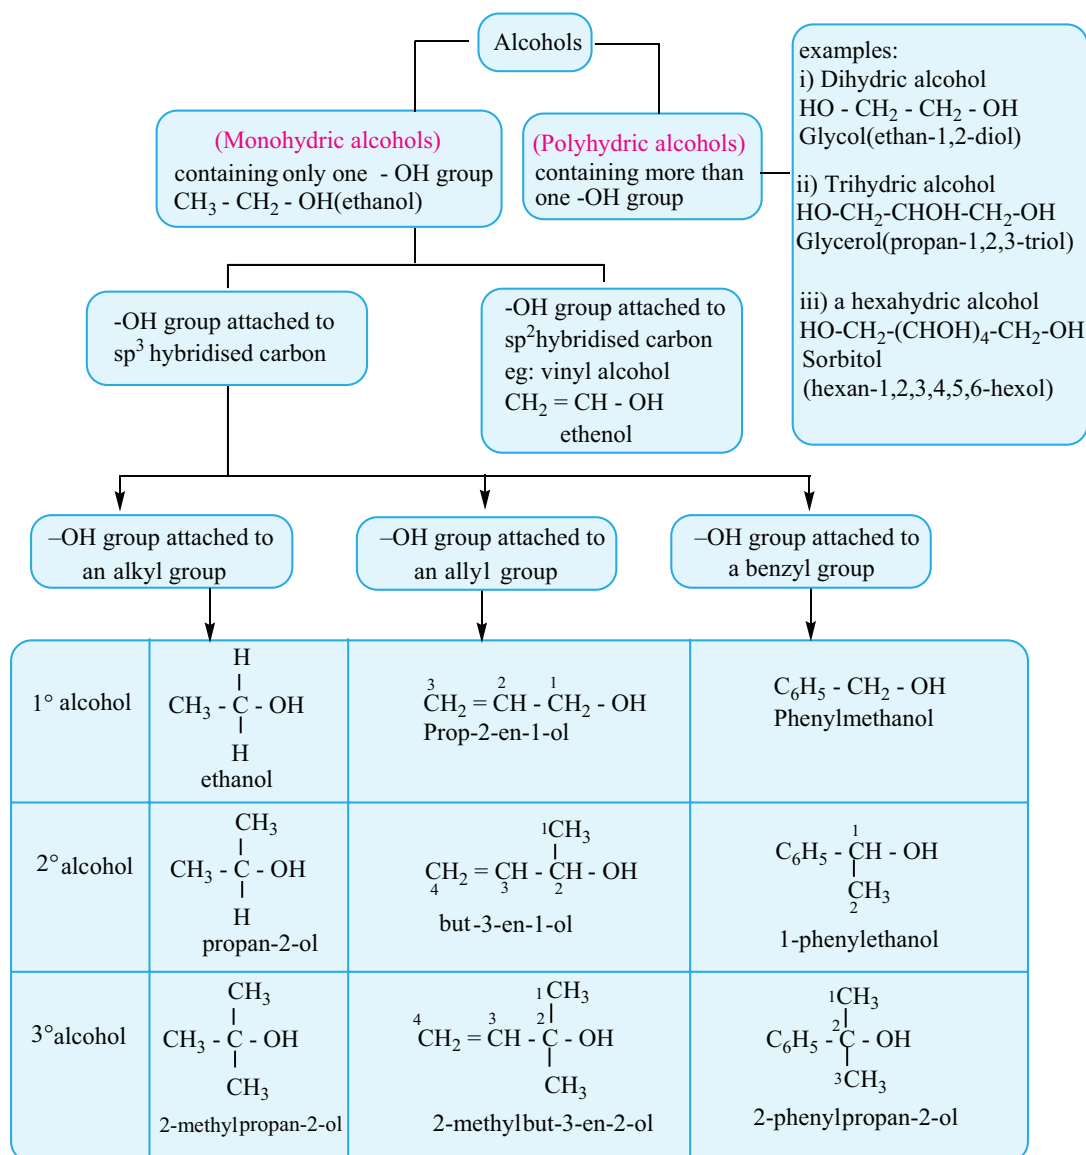 Alcohols
(Monohydric alcohols)
containing only one - OH group
CH₃ - CH₂ - OH(ethanol)
(Polyhydric alcohols)
containing more than
one -OH group
examples:
i) Dihydric alcohol
HO - CH₂ - CH₂ - OH
Glycol(ethan-1,2-diol)
ii) Trihydric alcohol
HO-CH₂-CHOH-CH₂-OH
Glycerol(propan-1,2,3-triol)
iii) a hexahydric alcohol
HO-CH₂-(CHOH)₄-CH₂-OH
Sorbitol
(hexan-1,2,3,4,5,6-hexol)
-OH group attached to
sp³ hybridised carbon
-OH group attached to
sp²hybridised carbon
eg: vinyl alcohol
CH₂ = CH - OH
ethenol
–OH group attached to
an alkyl group
–OH group attached to
an allyl group
–OH group attached to
a benzyl group
1° alcohol
H
CH₃ - C - OH
H
ethanol
3 2 1
CH₂ = CH - CH₂ - OH
Prop-2-en-1-ol
C₆H₅ - CH₂ - OH
Phenylmethanol
2° alcohol
CH₃
CH₃ - C - OH
H
propan-2-ol
1CH₃
CH₂ = CH - CH - OH
4 3 2
but-3-en-1-ol
1
C₆H₅ - CH - OH
CH₃
2
1-phenylethanol
3° alcohol
CH₃
CH₃ - C - OH
CH₃
2-methylpropan-2-ol
1 CH₃
4 3 2
CH₂ = CH - C - OH
CH₃
2-methylbut-3-en-2-ol
1CH₃
2
C₆H₅ - C - OH
3CH₃
2-phenylpropan-2-ol